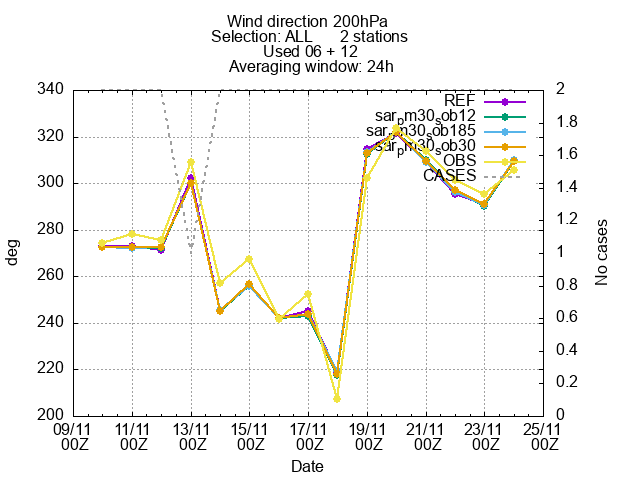 Wind direction 200hPa
Selection: ALL 2 stations
Used 06 + 12
Averaging window: 24h
340
320
300
280
260
240
220
200
deg
2
1.8
1.6
1.4
1.2
1
0.8
0.6
0.4
0.2
0
No cases
REF
sar_pm30_sob12
sar_pm30_sob185
sar_pm30_sob30
OBS
CASES
09/11 11/11 13/11 15/11 17/11 19/11 21/11 23/11 25/11
00Z 00Z 00Z 00Z 00Z 00Z 00Z 00Z 00Z
Date